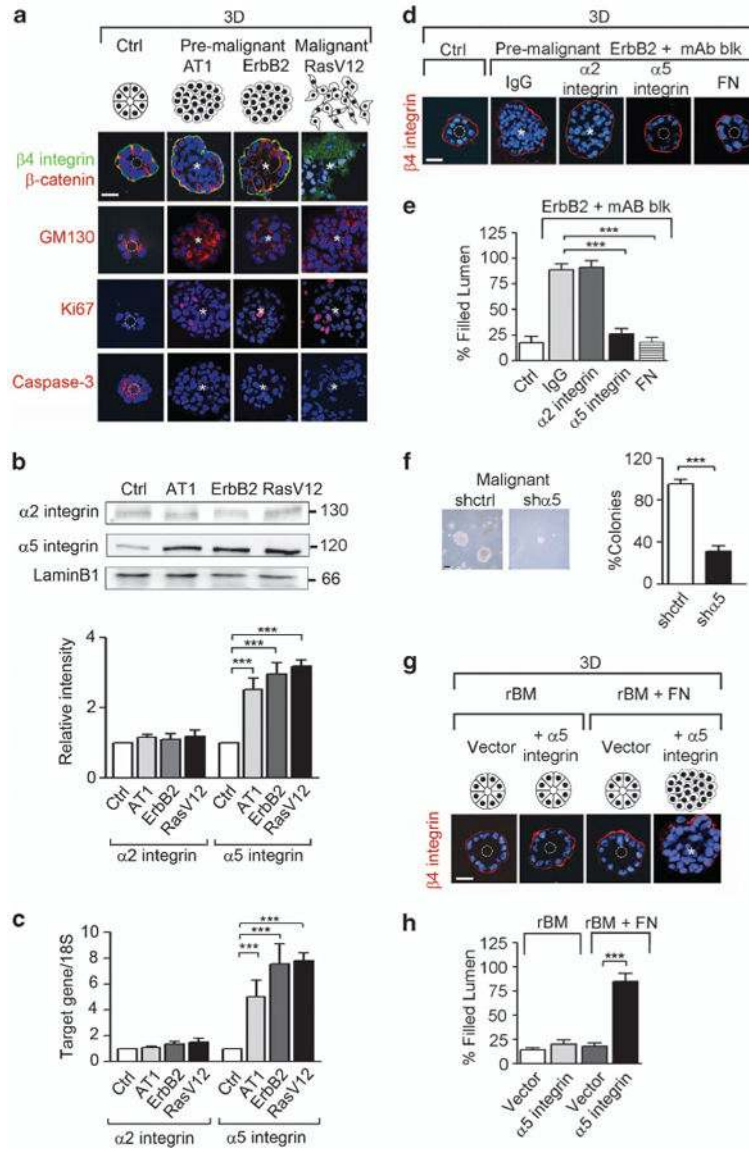 a
3D
Ctrl
Pre-malignant
Malignant
AT1
ErbB2
RasV12
β4 integrin
β-catenin
*
*
*
GM130
*
*
*
Ki67
*
*
*
Caspase-3
*
*
*
b
Ctrl
AT1
ErbB2
RasV12
α2 integrin
130
α5 integrin
120
LaminB1
66
Relative intensity
4
3
2
1
0
***
***
***
Ctrl
AT1
ErbB2
RasV12
Ctrl
AT1
ErbB2
RasV12
α2 integrin
α5 integrin
c
Target gene/18S
10
8
6
4
2
0
***
***
***
Ctrl
AT1
ErbB2
RasV12
Ctrl
AT1
ErbB2
RasV12
α2 integrin
α5 integrin
d
3D
Ctrl
Pre-malignant ErbB2 + mAb blk
IgG
α2 integrin
α5 integrin
FN
β4 integrin
*
*
e
ErbB2 + mAB blk
% Filled Lumen
125
100
75
50
25
0
***
***
Ctrl
IgG
α2 integrin
α5 integrin
FN
f
Malignant
shctrl
shα5
%Colonies
120
80
40
0
***
shctrl
shα5
g
3D
rBM
rBM + FN
Vector
+ α5 integrin
Vector
+ α5 integrin
β4 integrin
*
h
rBM
rBM + FN
% Filled Lumen
125
100
75
50
25
0
***
Vector
α5 integrin
Vector
α5 integrin